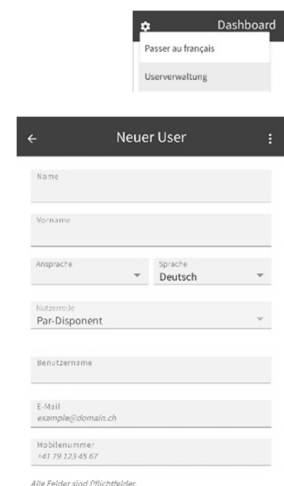 Dashboard
Passer au français
Userverwaltung
Neuer User
Name
Vorname
Ansprache
Sprache
Deutsch
Nutzerrolle
Par-Disponent
Benutzername
E-Mail
example@domain.ch
Mobilenummer
+41 79 123 45 67
Alle Felder sind Pflichtfelder.